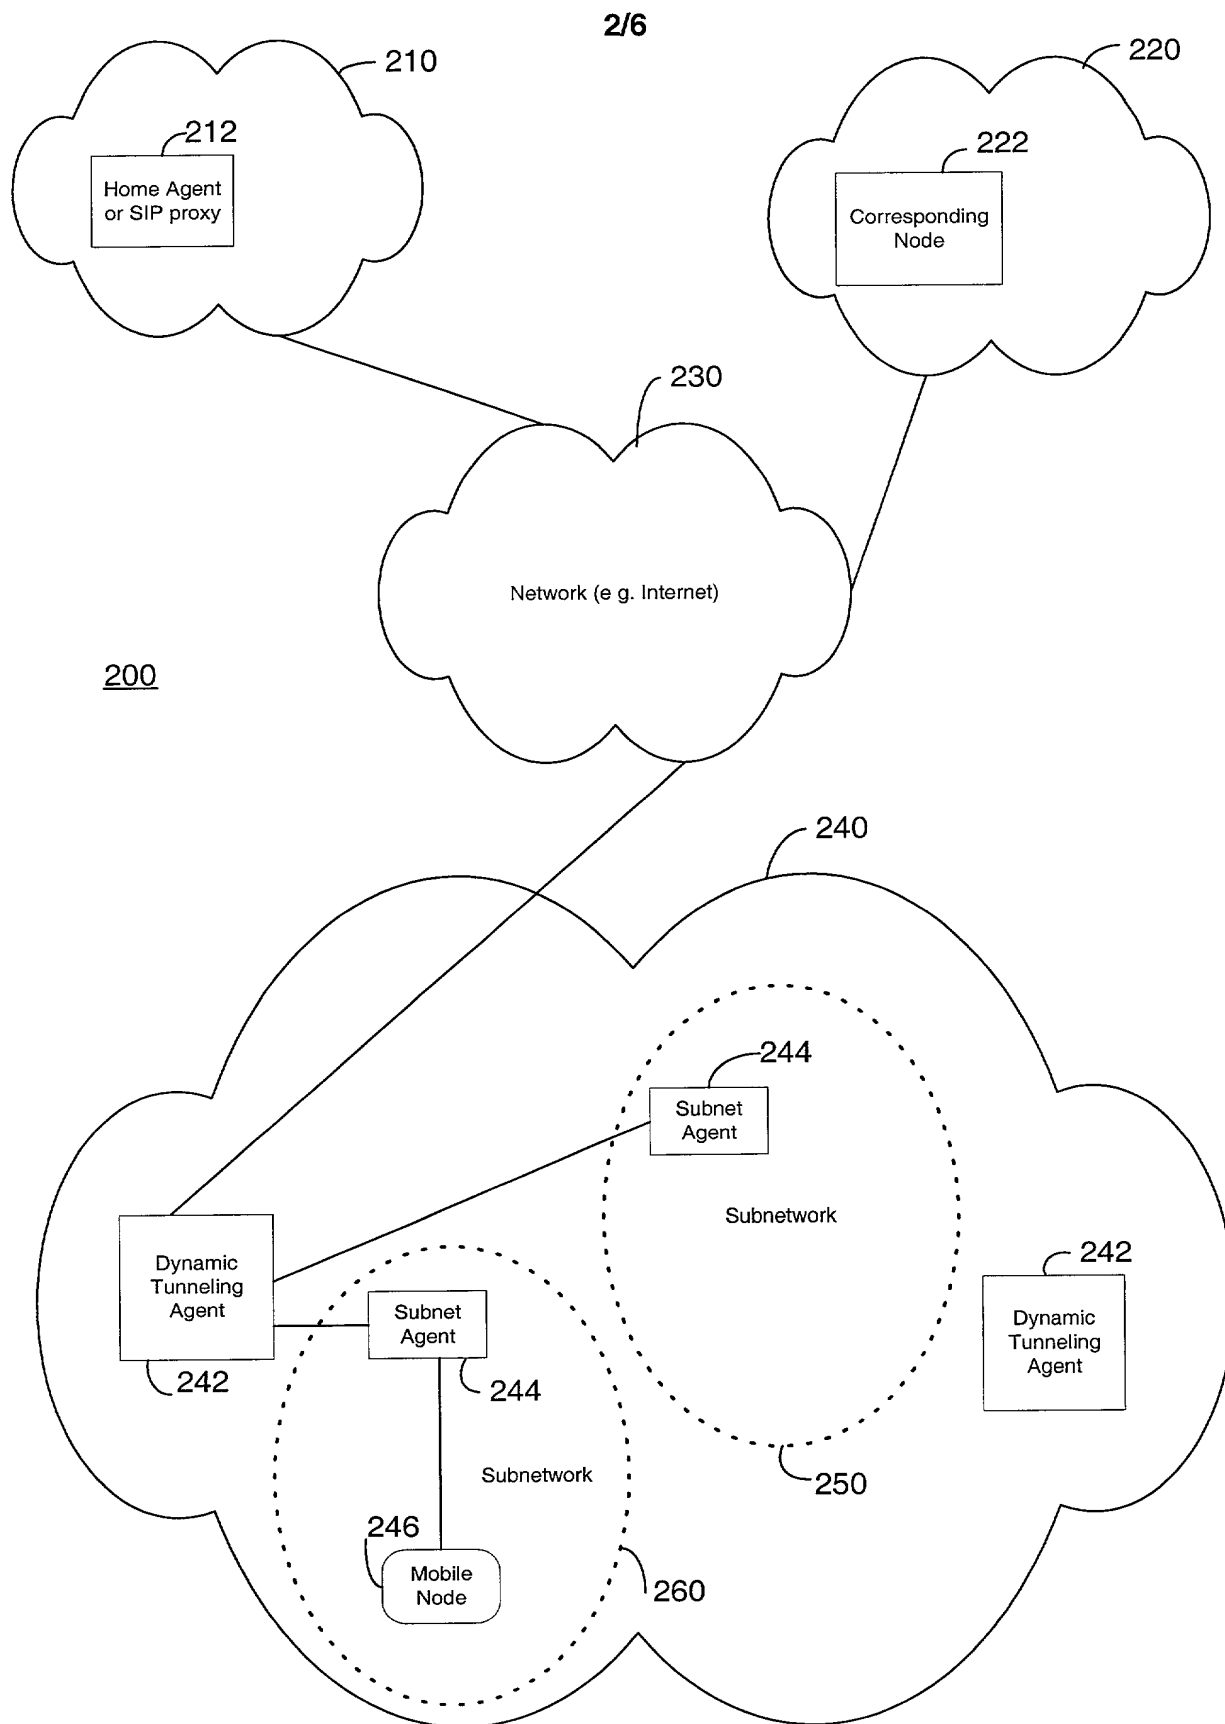 2/6
210
220
212
222
Home Agent
or SIP proxy
Corresponding
Node
230
Network (e g. Internet)
200
240
244
Subnet
Agent
Subnetwork
242
Dynamic
Tunneling
Agent
Dynamic
Tunneling
Agent
Subnet
Agent
242
244
Subnetwork
250
246
Mobile
Node
260